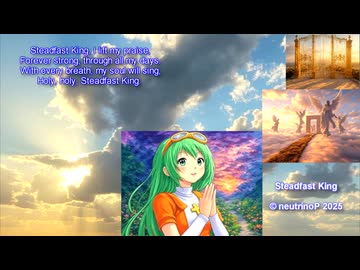 Steadfast King, I lift my praise,
Forever strong, through all my days.
With every breath, my soul will sing,
Holy, holy, Steadfast King
Steadfast King
© neutrinoP 2025